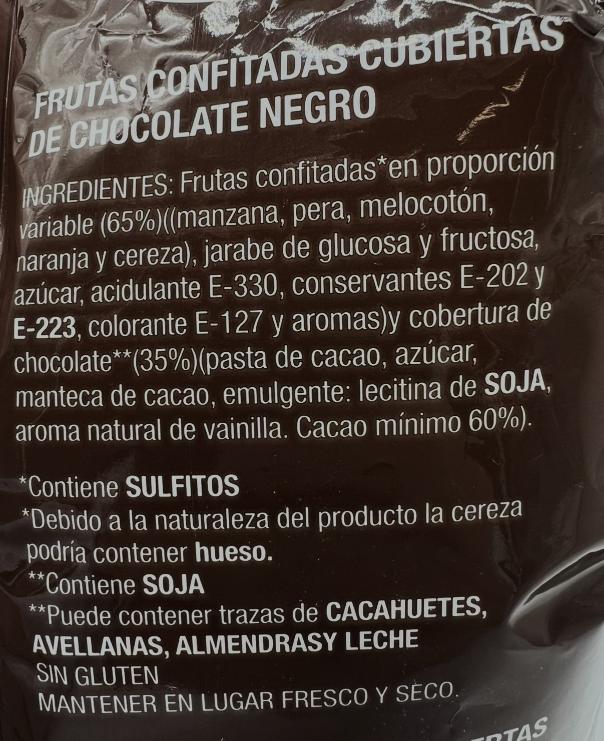 FRUTAS CONFITADAS CUBIERTAS
DE CHOCOLATE NEGRO
INGREDIENTES: Frutas confitadas*en proporción
variable (65%)((manzana, pera, melocotón,
naranja y cereza), jarabe de glucosa y fructosa,
azúcar, acidulante E-330, conservantes E-202 y
E-223, colorante E-127 y aromas)y cobertura de
chocolate**(35%)(pasta de cacao, azúcar,
manteca de cacao, emulgente: lecitina de SOJA,
aroma natural de vainilla. Cacao mínimo 60%).
*Contiene SULFITOS
*Debido a la naturaleza del producto la cereza
podría contener hueso.
**Contiene SOJA
**Puede contener trazas de CACAHUETES,
AVELLANAS, ALMENDRASY LECHE
SIN GLUTEN
MANTENER EN LUGAR FRESCO Y SECO.